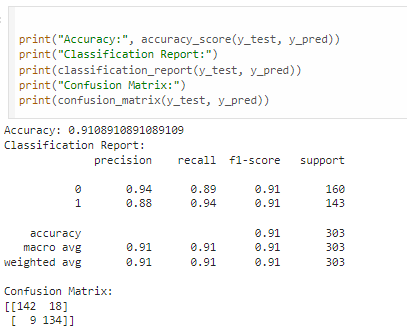 print("Accuracy:", accuracy_score(y_test, y_pred))
print("Classification Report:")
print(classification_report(y_test, y_pred))
print("Confusion Matrix:")
print(confusion_matrix(y_test, y_pred))
Accuracy: 0.9108910891089109
Classification Report:
              precision    recall  f1-score   support

           0       0.94      0.89      0.91       160
           1       0.88      0.94      0.91       143

    accuracy                           0.91       303
   macro avg       0.91      0.91      0.91       303
weighted avg       0.91      0.91      0.91       303

Confusion Matrix:
[[142  18]
 [  9 134]]